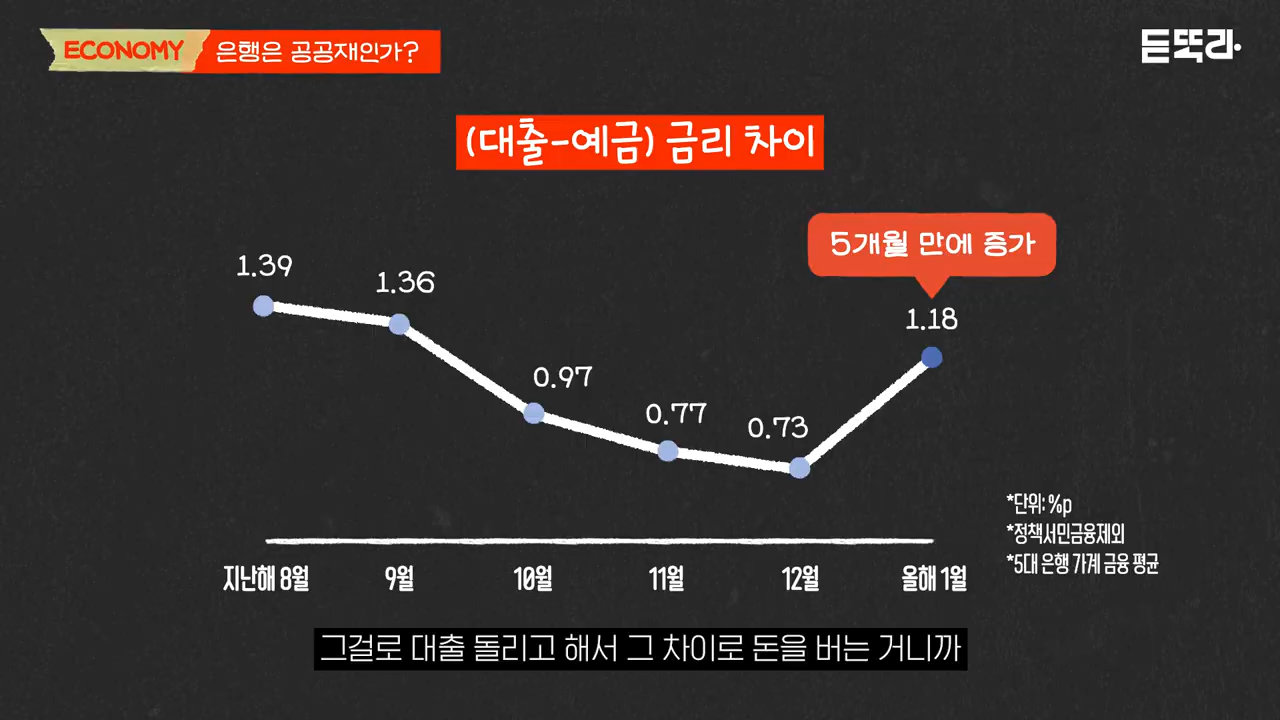 ECONOMY 은행은 공공재인가?
듣똑라
(대출-예금) 금리 차이
5개월 만에 증가
1.39
1.36
0.97
0.77
0.73
1.18
*단위: %p
*정책서민금융제외
*5대 은행 가계 금융 평균
지난해 8월 9월 10월 11월 12월 올해 1월
그걸로 대출 돌리고 해서 그 차이로 돈을 버는 거니까